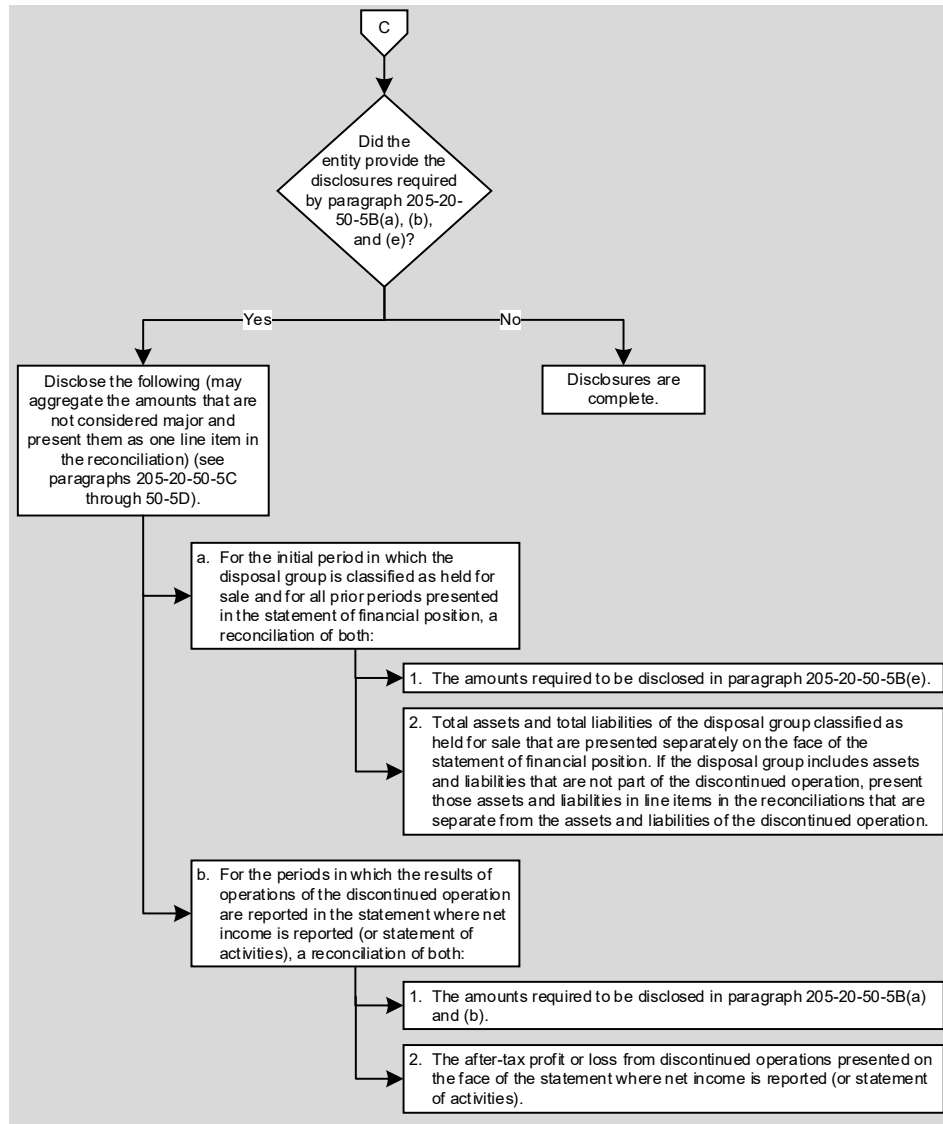 C
Did the
entity provide the
disclosures required
by paragraph 205-20-
50-5B(a), (b),
and (e)?
Yes
No
Disclose the following (may
aggregate the amounts that are
not considered major and
present them as one line item in
the reconciliation) (see
paragraphs 205-20-50-5C
through 50-5D).
Disclosures are
complete.
a. For the initial period in which the
disposal group is classified as held for
sale and for all prior periods presented
in the statement of financial position, a
reconciliation of both:
1. The amounts required to be disclosed in paragraph 205-20-50-5B(e).
2. Total assets and total liabilities of the disposal group classified as
held for sale that are presented separately on the face of the
statement of financial position. If the disposal group includes assets
and liabilities that are not part of the discontinued operation, present
those assets and liabilities in line items in the reconciliations that are
separate from the assets and liabilities of the discontinued operation.
b. For the periods in which the results of
operations of the discontinued operation
are reported in the statement where net
income is reported (or statement of
activities), a reconciliation of both:
1. The amounts required to be disclosed in paragraph 205-20-50-5B(a)
and (b).
2. The after-tax profit or loss from discontinued operations presented on
the face of the statement where net income is reported (or statement
of activities).